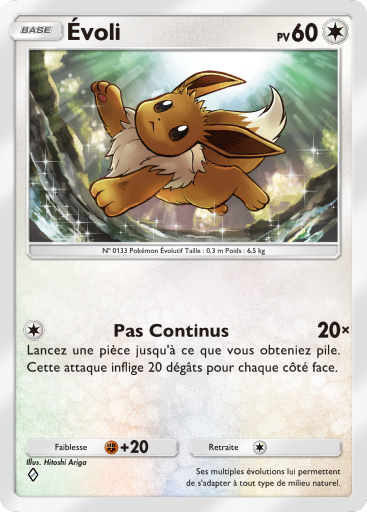 BASE Évoli PV 60
N° 0133 Pokémon Évolutif Taille : 0,3 m Poids : 6,5 kg
Pas Continus 20×
Lancez une pièce jusqu'à ce que vous obteniez pile.
Cette attaque inflige 20 dégâts pour chaque côté face.
Faiblesse +20 Retraite
Illus. Hitoshi Ariga
Ses multiples évolutions lui permettent
de s'adapter à tout type de milieu naturel.